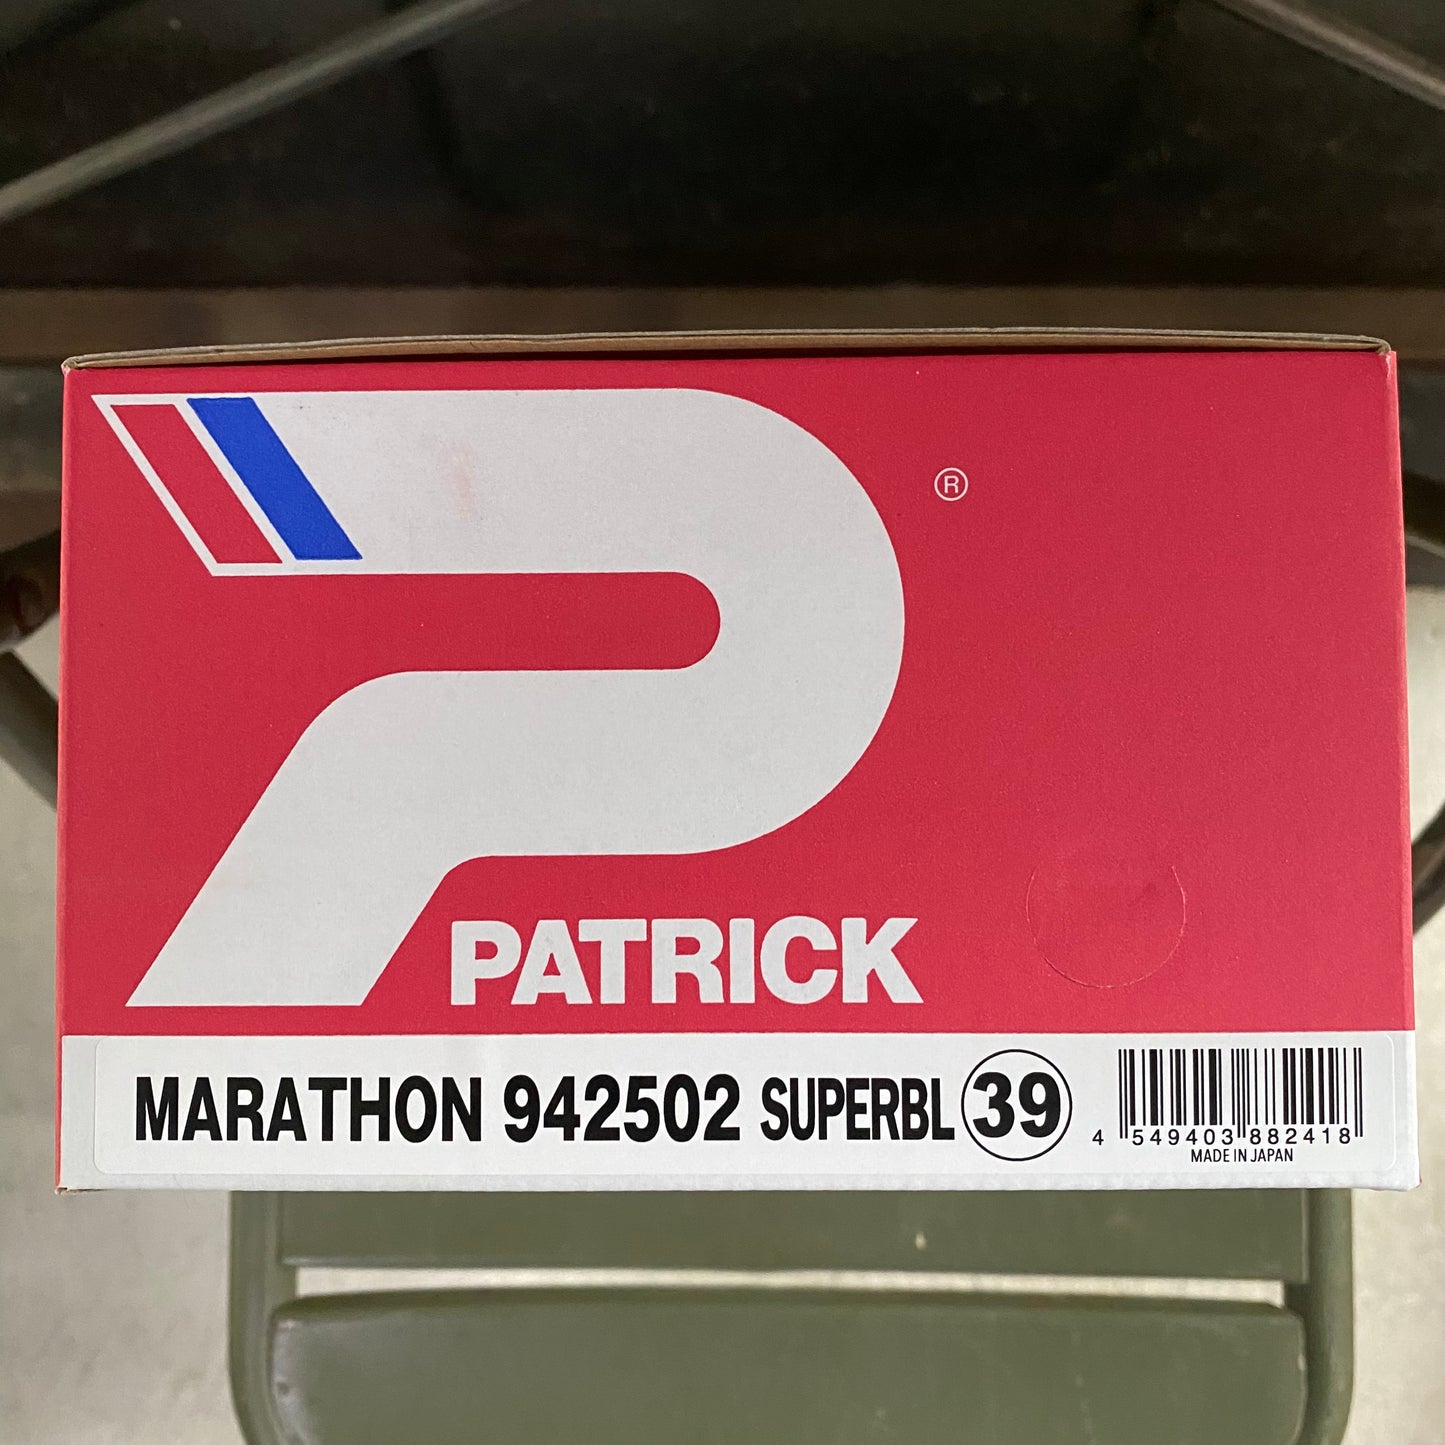 ®
PATRICK
MARATHON 942502 SUPERBL 39
4 549403 882418
MADE IN JAPAN